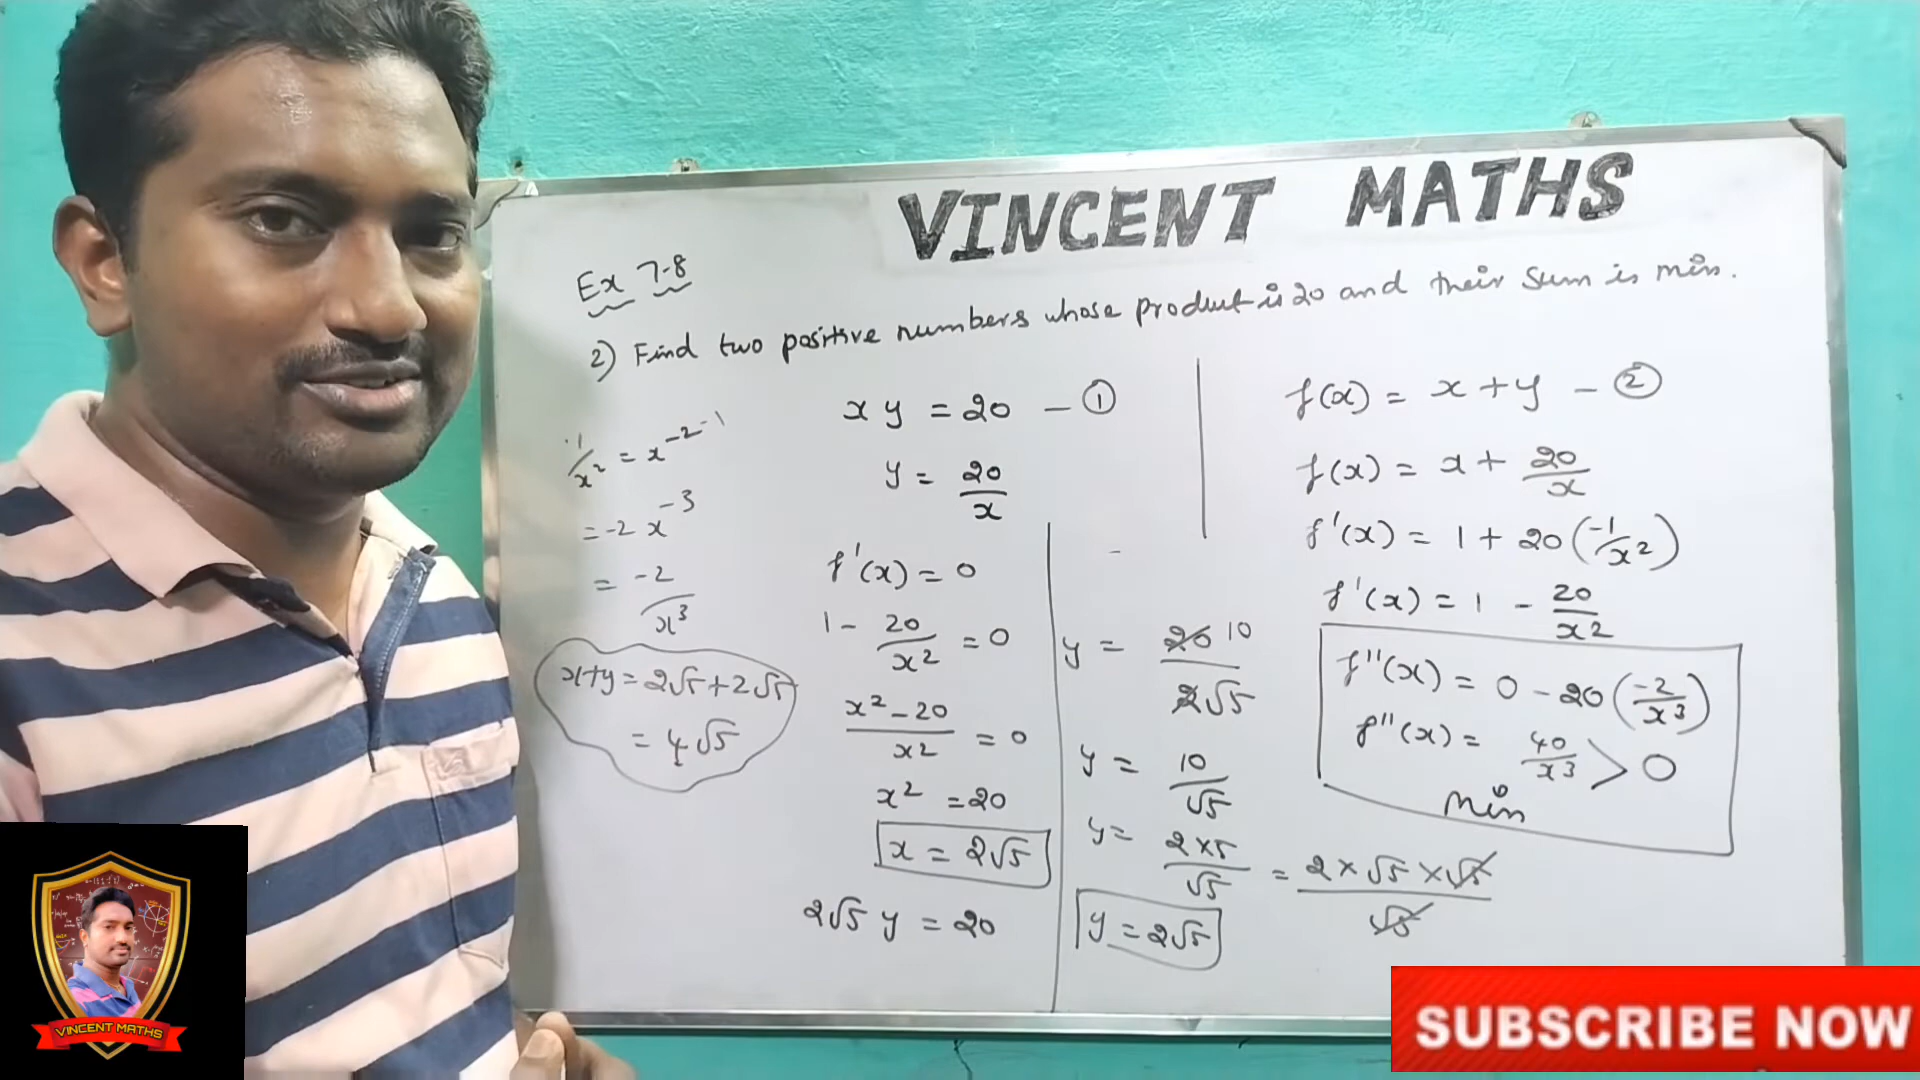 VINCENT MATHS
Ex 7.8
2) Find two positive numbers whose product is 20 and their sum is min.
1/x² = x⁻²⁻¹
= -2 x⁻³
= -2/x³
x+y = 2√5 + 2√5
= 4√5
x y = 20 - ①
y = 20/x
f'(x) = 0
1 - 20/x² = 0
x² - 20/x² = 0
x² = 20
x = 2√5
2√5 y = 20
y = 20 10/2√5
y = 10/√5
y = 2×5/√5 = 2×√5×√5/√5
y = 2√5
f(x) = x + y - ②
f(x) = x + 20/x
f'(x) = 1 + 20(-1/x²)
f'(x) = 1 - 20/x²
f''(x) = 0 - 20(-2/x³)
f''(x) = 40/x³ > 0
min
VINCENT MATHS
SUBSCRIBE NOW